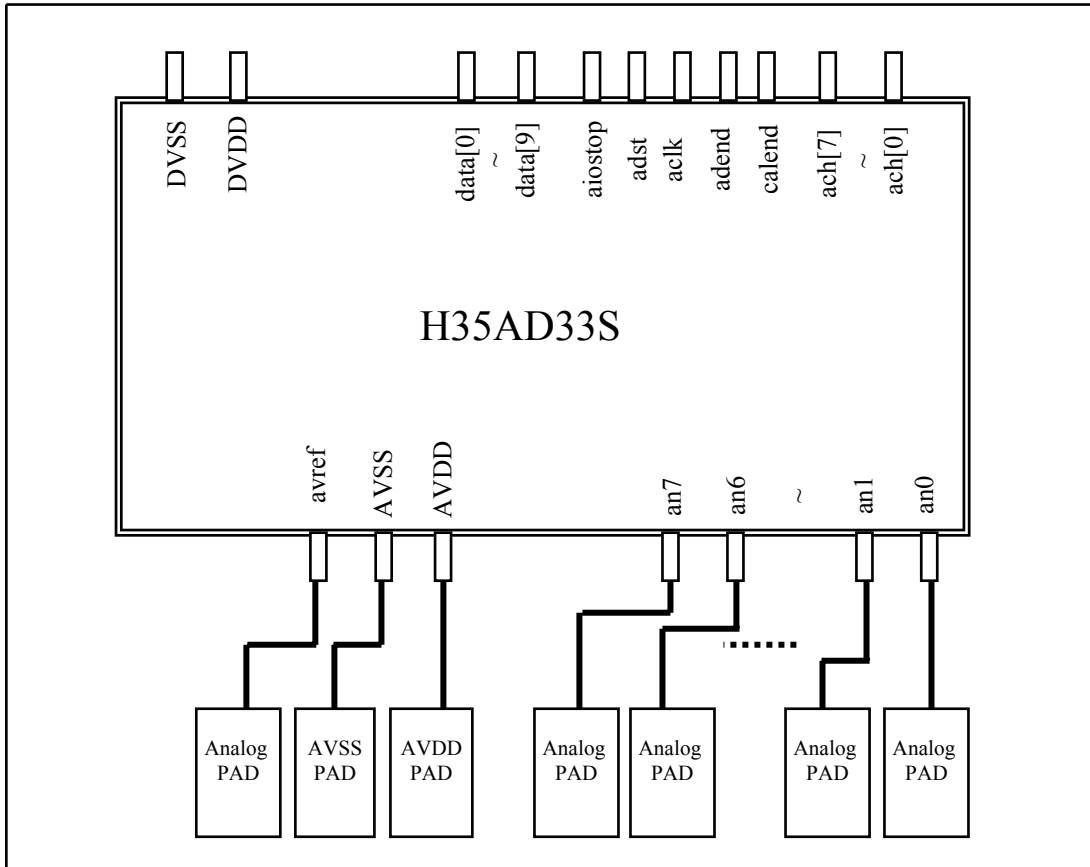 DVSS
DVDD
data[0]
~
data[9]
aiostop
adst
aclk
adend
calend
ach[7]
~
ach[0]
H35AD33S
avref
AVSS
AVDD
an7
an6
~
an1
an0
Analog
PAD
AVSS
PAD
AVDD
PAD
Analog
PAD
Analog
PAD
Analog
PAD
Analog
PAD